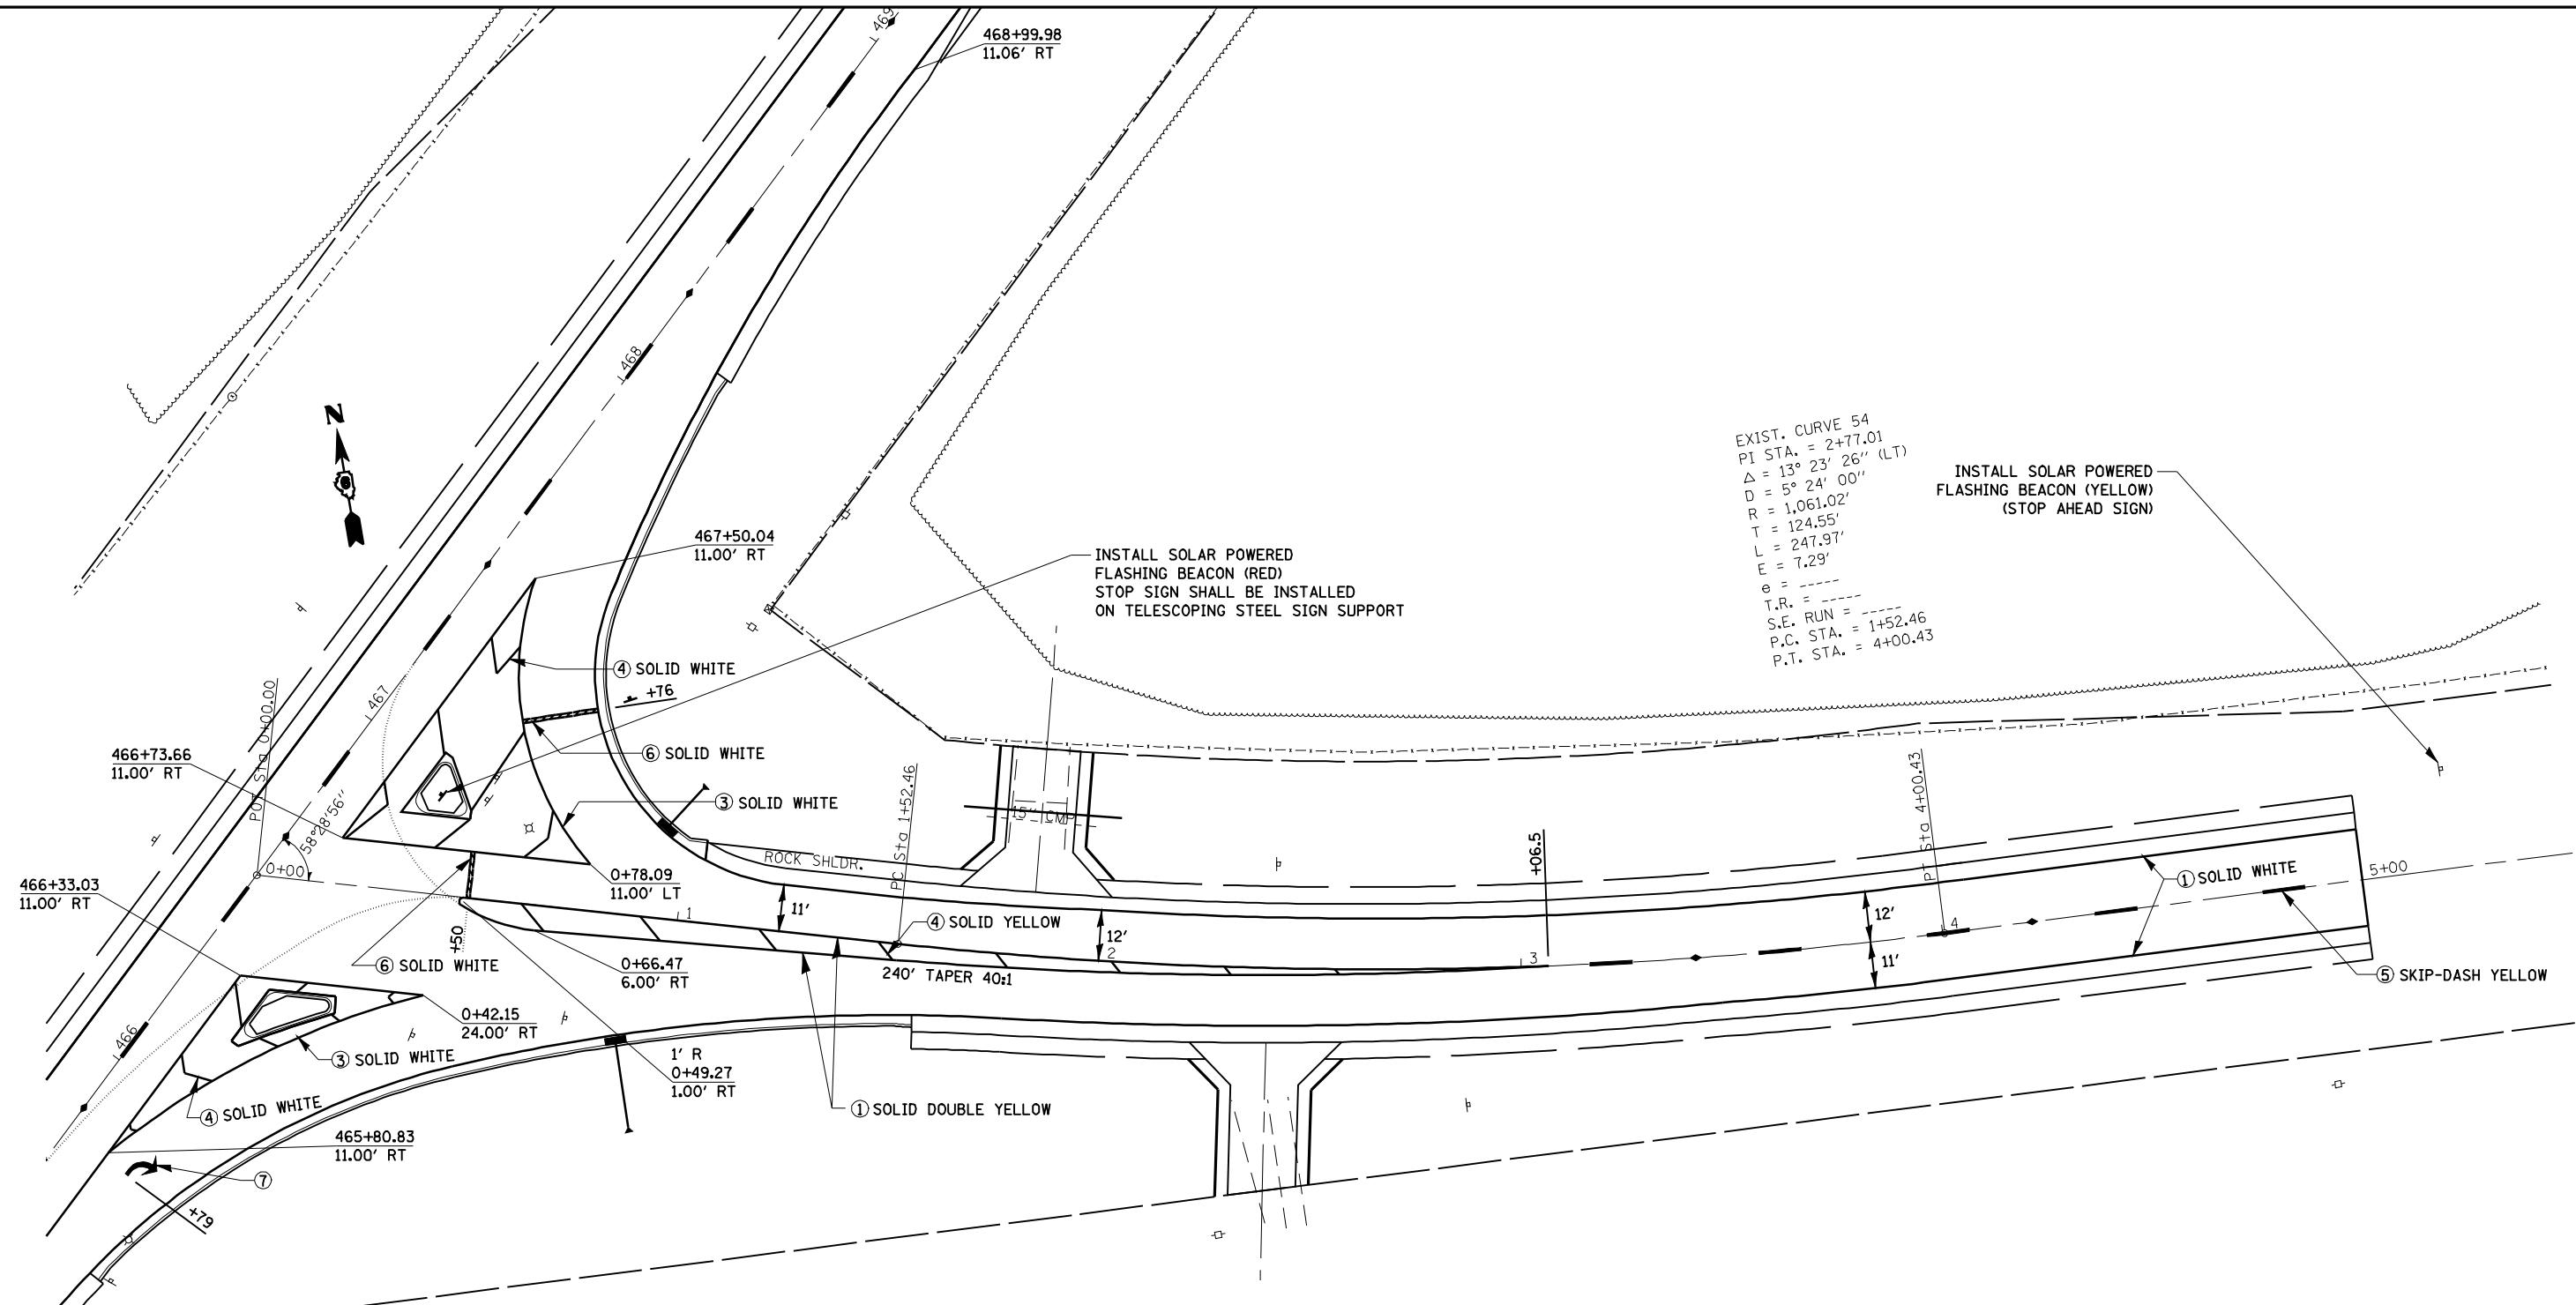 469
468+99.98
11.06' RT
468
N
6
467+50.04
11.00' RT
INSTALL SOLAR POWERED
FLASHING BEACON (RED)
STOP SIGN SHALL BE INSTALLED
ON TELESCOPING STEEL SIGN SUPPORT
EXIST. CURVE 54
PI STA. = 2+77.01
Δ = 13° 23' 26" (LT)
D = 5° 24' 00"
R = 1,061.02'
T = 124.55'
L = 247.97'
E = 7.29'
e = -----
T.R. = -----
S.E. RUN = -----
P.C. STA. = 1+52.46
P.T. STA. = 4+00.43
INSTALL SOLAR POWERED
FLASHING BEACON (YELLOW)
(STOP AHEAD SIGN)
④ SOLID WHITE
+76
467
POT Sta 0+00.00
466+73.66
11.00' RT
⑥ SOLID WHITE
③ SOLID WHITE
58°28'56"
0+00
PC Sta 1+52.46
15" CMP
ROCK SHLDR.
+06.5
PT Sta 4+00.43
5+00
① SOLID WHITE
466+33.03
11.00' RT
0+78.09
11.00' LT
1
11'
④ SOLID YELLOW
12'
2
3
12'
11'
4
+50
⑥ SOLID WHITE
0+66.47
6.00' RT
240' TAPER 40:1
⑤ SKIP-DASH YELLOW
466
0+42.15
24.00' RT
③ SOLID WHITE
1' R
0+49.27
1.00' RT
④ SOLID WHITE
① SOLID DOUBLE YELLOW
465+80.83
11.00' RT
⑦
+79